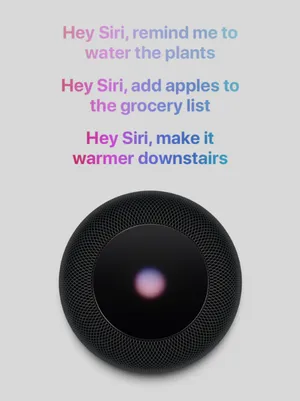 Hey Siri, remind me to
water the plants
Hey Siri, add apples to
the grocery list
Hey Siri, make it
warmer downstairs